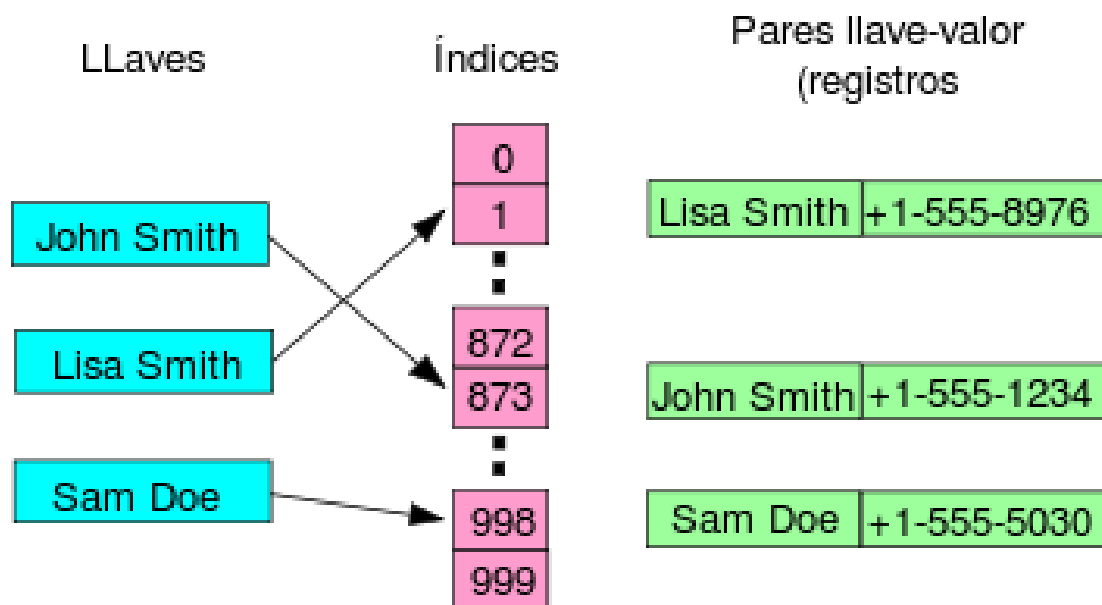 LLaves
Índices
Pares llave-valor
(registros
0
1
John Smith
Lisa Smith
Sam Doe
872
873
998
999
Lisa Smith +1-555-8976
John Smith +1-555-1234
Sam Doe +1-555-5030